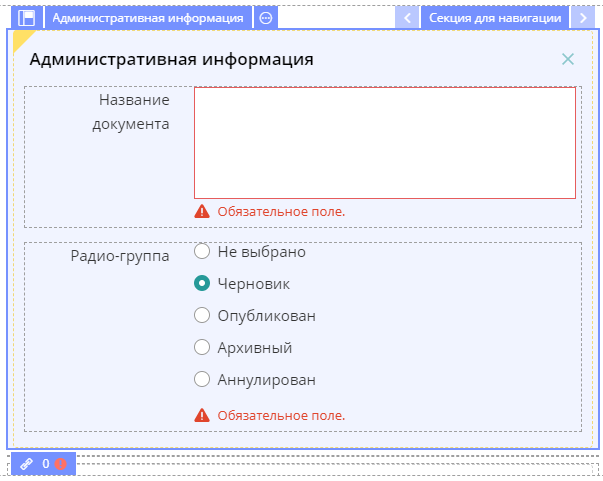 Административная информация
Секция для навигации
Административная информация
Название
документа
Обязательное поле.
Радио-группа
Не выбрано
Черновик
Опубликован
Архивный
Аннулирован
Обязательное поле.
0